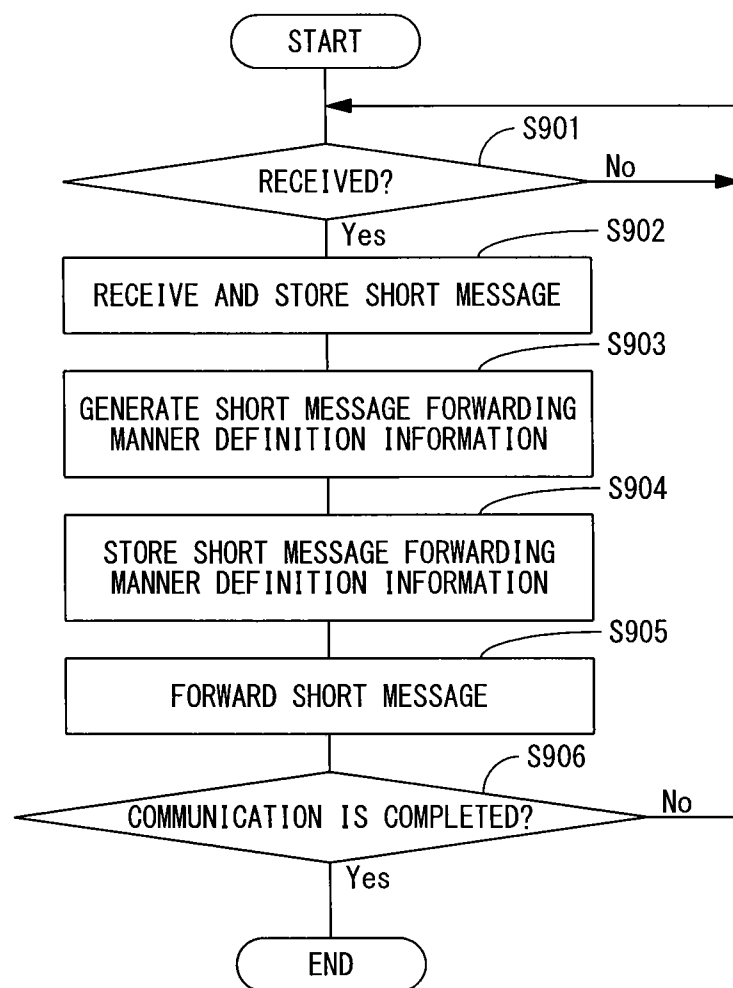 START
S901
RECEIVED?
No
Yes
S902
RECEIVE AND STORE SHORT MESSAGE
S903
GENERATE SHORT MESSAGE FORWARDING
MANNER DEFINITION INFORMATION
S904
STORE SHORT MESSAGE FORWARDING
MANNER DEFINITION INFORMATION
S905
FORWARD SHORT MESSAGE
S906
COMMUNICATION IS COMPLETED?
No
Yes
END